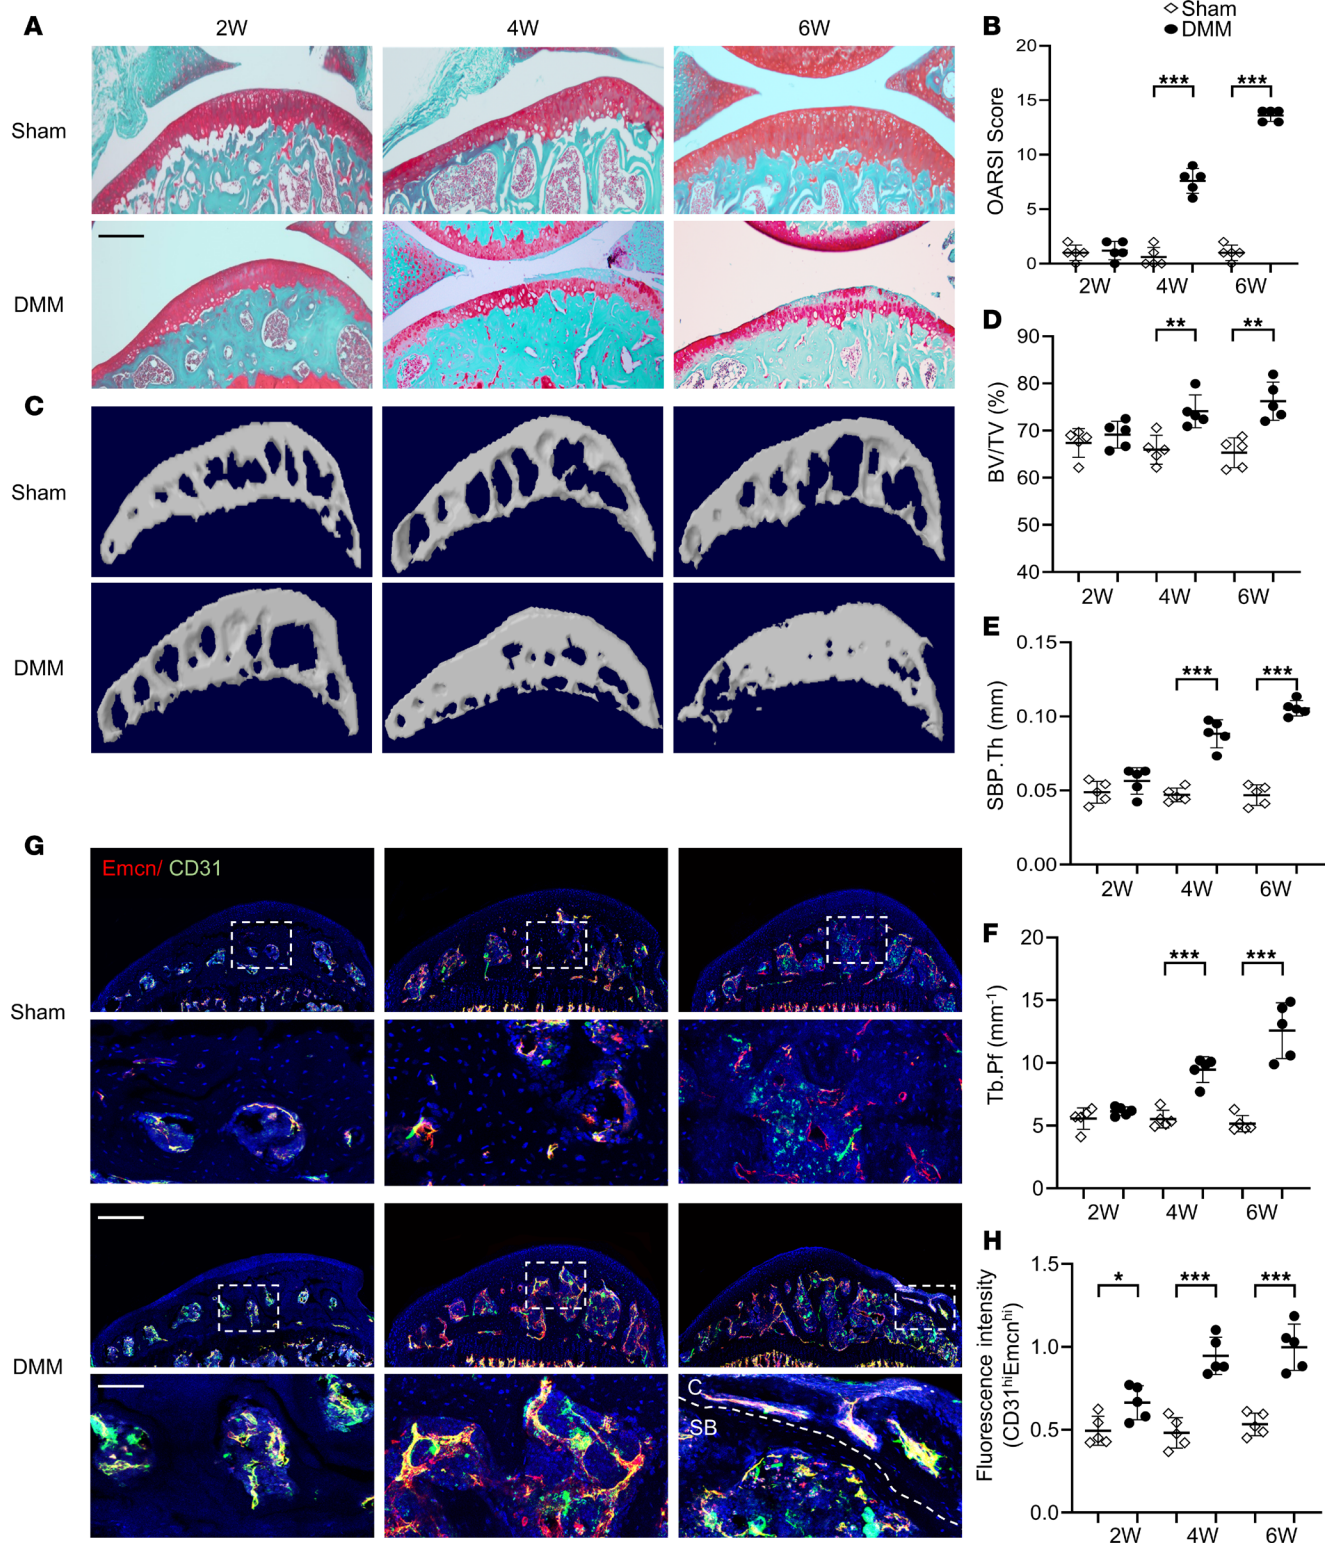 A
2W
4W
6W
Sham
DMM
B
Sham
DMM
20
15
10
5
0
OARSI Score
***
***
2W
4W
6W
C
Sham
DMM
D
90
80
70
60
50
40
BV/TV (%)
**
**
2W
4W
6W
E
0.15
0.10
0.05
0.00
SBP.Th (mm)
***
***
2W
4W
6W
F
20
15
10
5
0
Tb.Pf (mm⁻¹)
***
***
2W
4W
6W
G
Emcn/ CD31
Sham
DMM
C
SB
H
1.5
1.0
0.5
0.0
Fluorescence intensity
(CD31ʰⁱEmcnʰⁱ)
*
***
***
2W
4W
6W